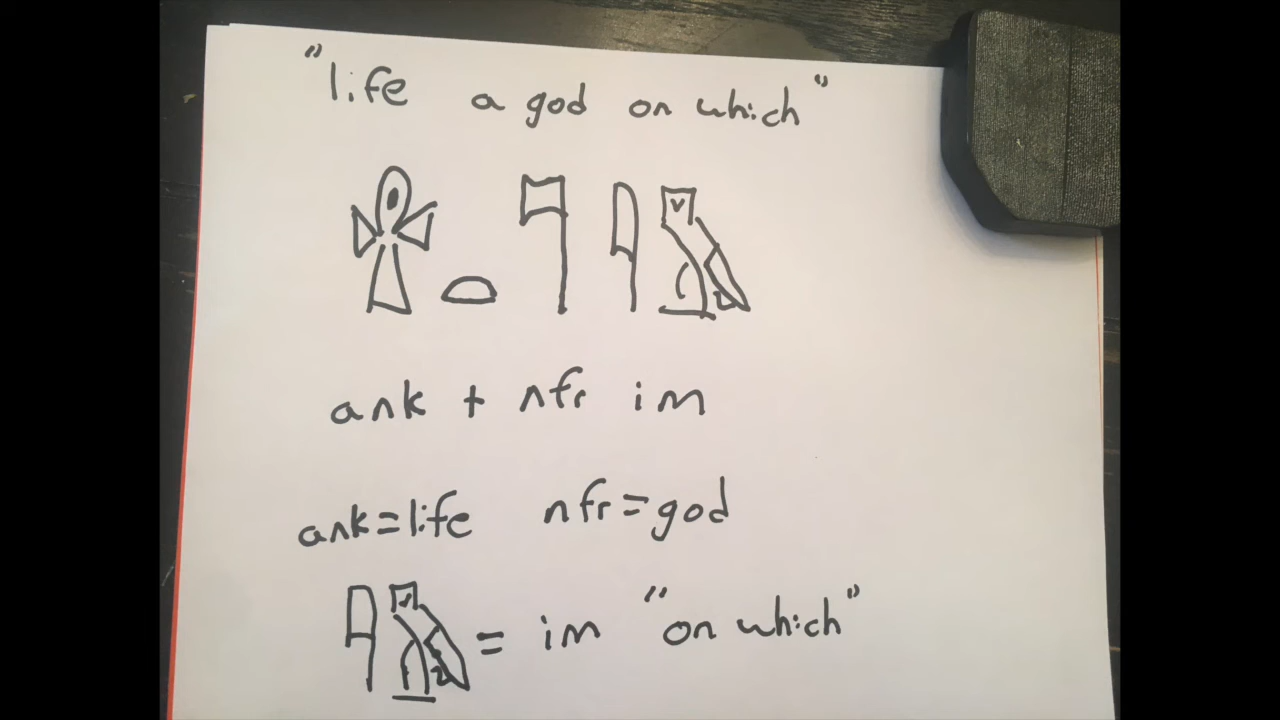 "life a god on which"
𓋹𓏏𓊹𓇋𓅓
ank + nfr im
ank=life nfr=god
𓇋𓅓 = im "on which"